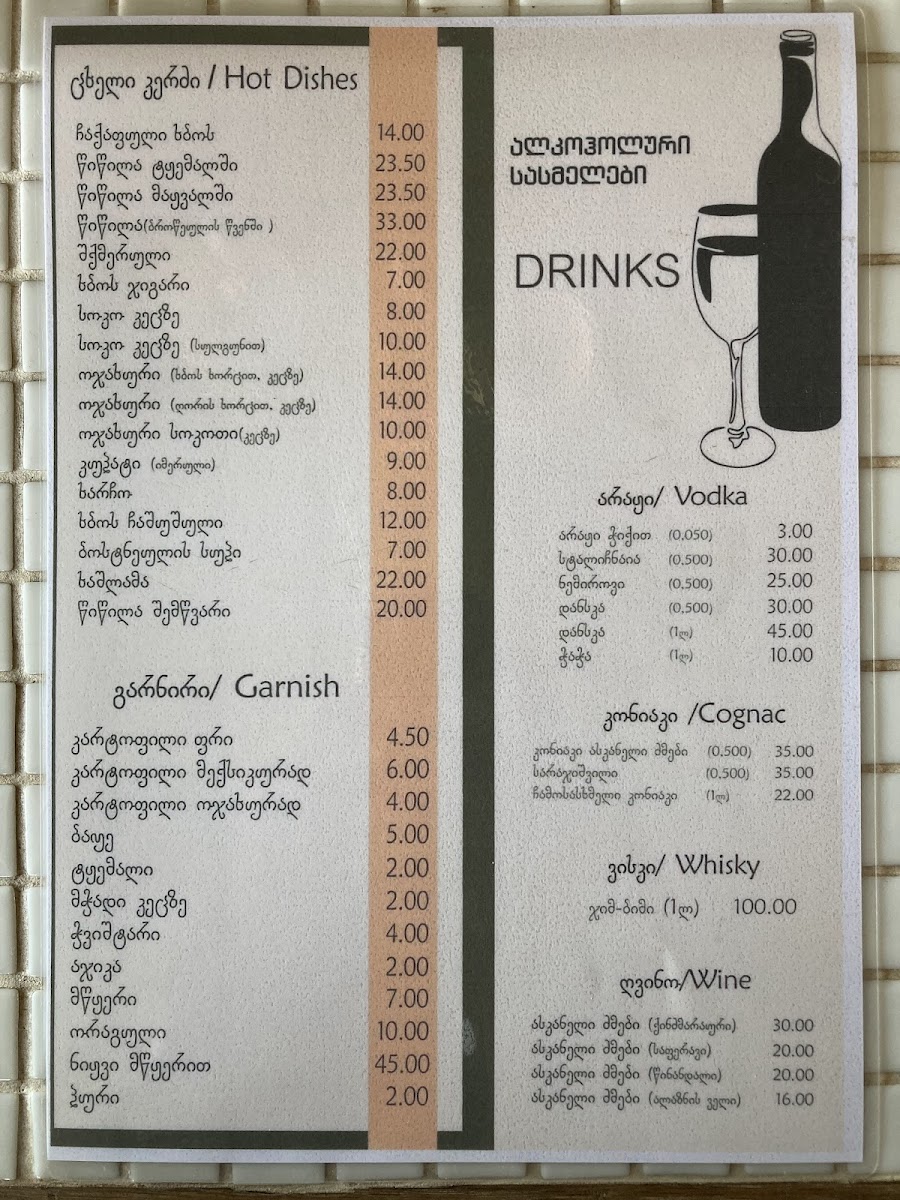 ცხელი კერძი / Hot Dishes
ჩაქაფული ხბოს 14.00
წიწილა ტყემალში 23.50
წიწილა მაყვალში 23.50
წიწილა(ბროწეულის წვენში ) 33.00
შქმერული 22.00
ხბოს ჯიგარი 7.00
სოკო კეცზე 8.00
სოკო კეცზე (სულგუნით) 10.00
ოჯახური (ხბოს ხორცით, კეცზე) 14.00
ოჯახური (ღორის ხორცით, კეცზე) 14.00
ოჯახური სოკოთი(კეცზე) 10.00
კუპატი (იმერული) 9.00
ხარჩო 8.00
ხბოს ჩაშუშული 12.00
ბოსტნეულის სუპი 7.00
ხაშლამა 22.00
წიწილა შემწვარი 20.00
გარნირი/ Garnish
კარტოფილი ფრი 4.50
კარტოფილი მექსიკურად 6.00
კარტოფილი ოჯახურად 4.00
ბაჟე 5.00
ტყემალი 2.00
მჭადი კეცზე 2.00
ჭვიშტარი 4.00
აჯიკა 2.00
მწყერი 7.00
ორაგული 10.00
ნიყვი მწყერით 45.00
პური 2.00
ალკოჰოლური
სასმელები
DRINKS
არაყი/ Vodka
არაყი ჭიქით (0,050) 3.00
სტალიჩნაია (0,500) 30.00
ნემიროვი (0,500) 25.00
დანსკა (0,500) 30.00
დანსკა (1ლ) 45.00
ჭაჭა (1ლ) 10.00
კონიაკი /Cognac
კონიაკი ასკანელი ძმები (0,500) 35.00
სარაჯიშვილი (0,500) 35.00
ჩამოსასხმელი კონიაკი (1ლ) 22.00
ვისკი/ Whisky
ჯიმ-ბიმი (1ლ) 100.00
ღვინო/Wine
ასკანელი ძმები (ქინძმარაური) 30.00
ასკანელი ძმები (საფერავი) 20.00
ასკანელი ძმები (წინანდალი) 20.00
ასკანელი ძმები (ალაზნის ველი) 16.00